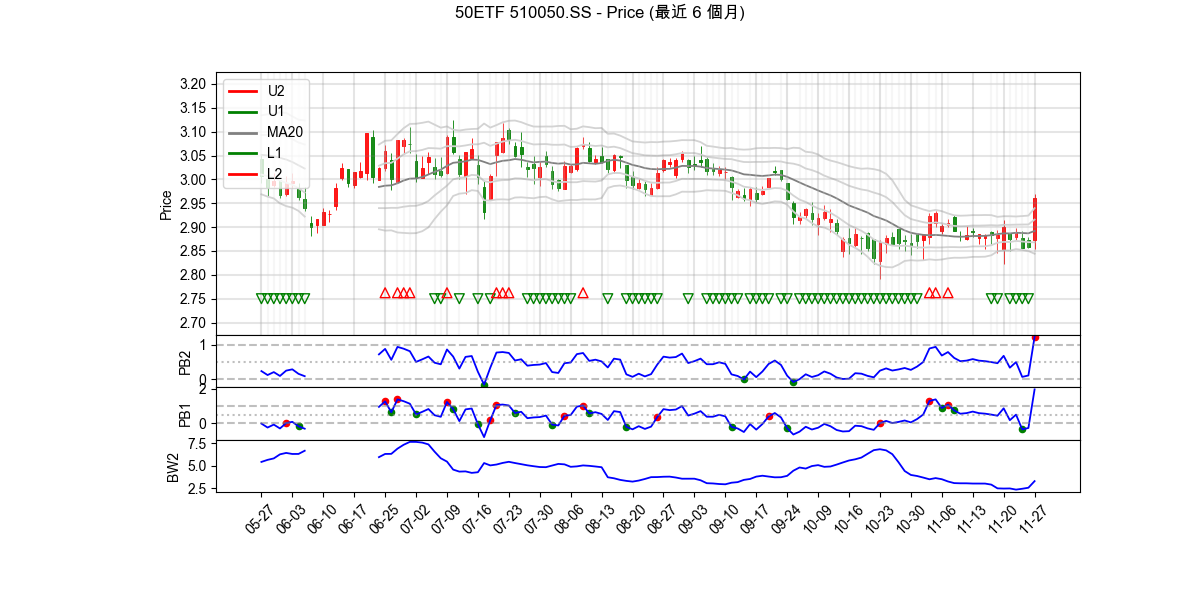 50ETF 510050.SS - Price (最近 6 個月)
Price
3.20
3.15
3.10
3.05
3.00
2.95
2.90
2.85
2.80
2.75
2.70
U2
U1
MA20
L1
L2
PB2
1
0
PB1
2
0
BW2
7.5
5.0
2.5
05-27 06-03 06-10 06-17 06-25 07-02 07-09 07-16 07-23 07-30 08-06 08-13 08-20 08-27 09-03 09-10 09-17 09-24 10-09 10-16 10-23 10-30 11-06 11-13 11-20 11-27